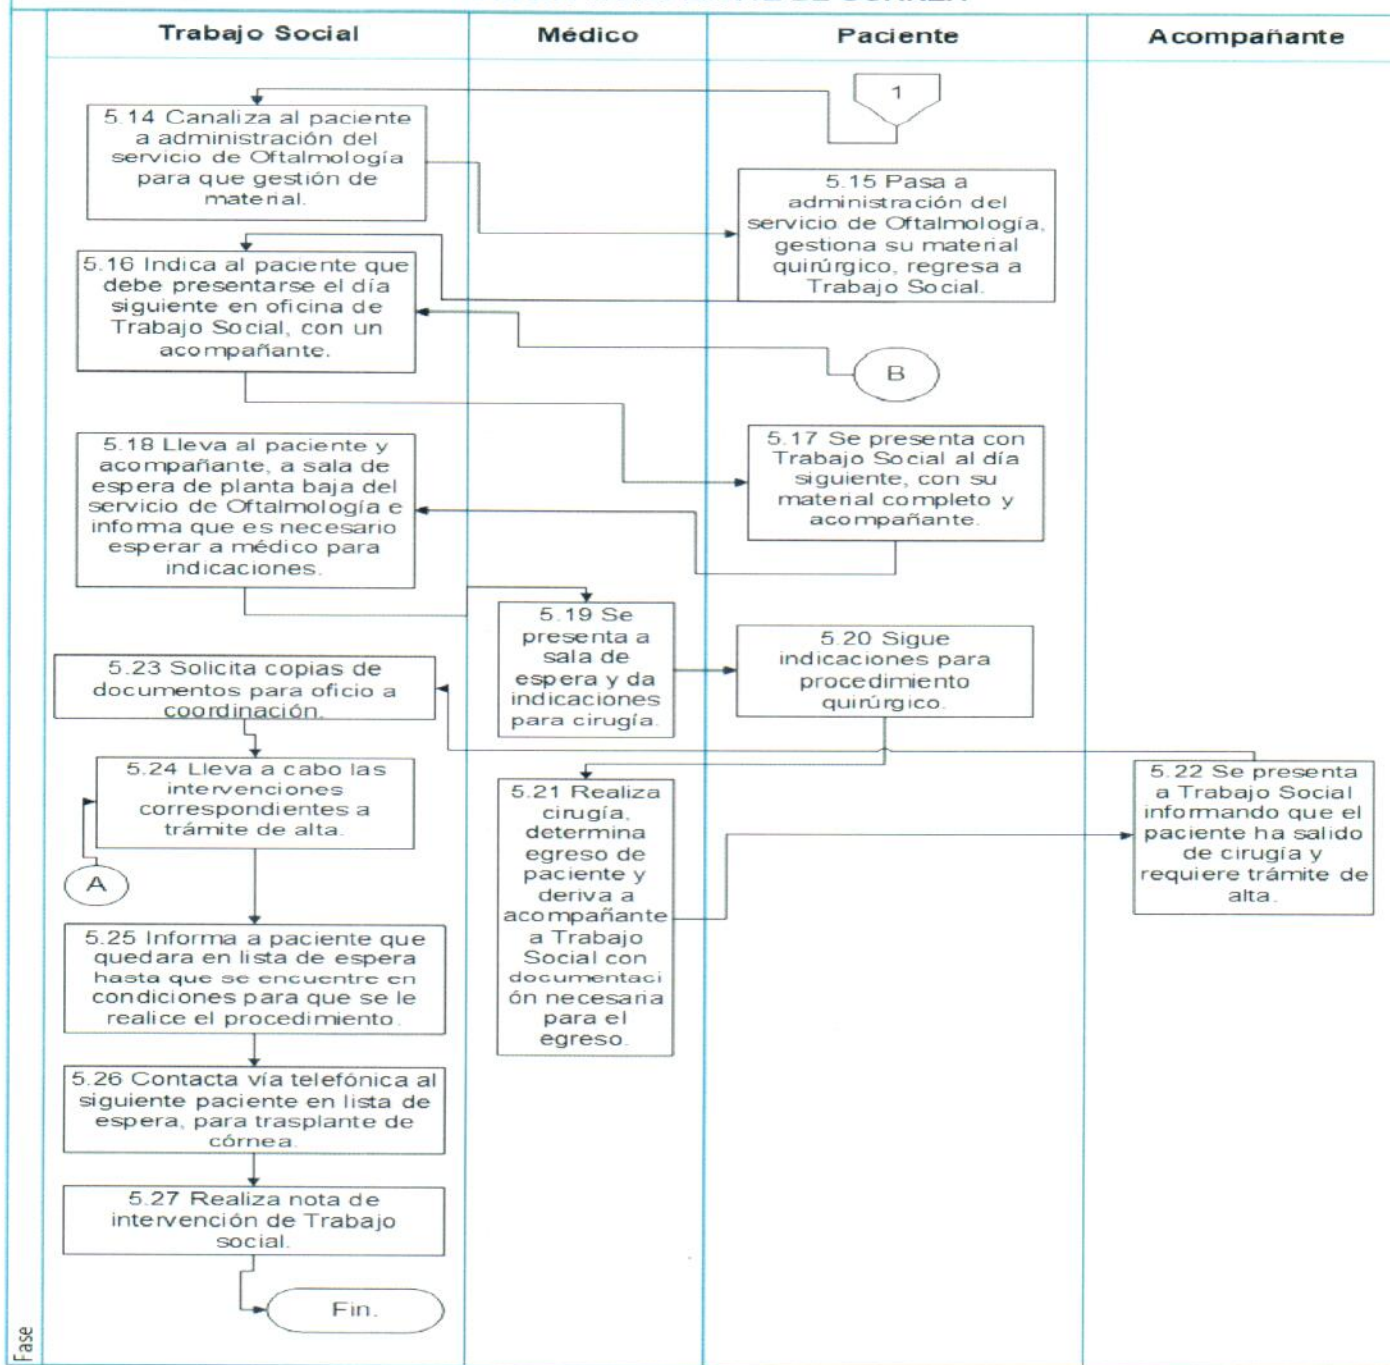 Trabajo Social
Médico
Paciente
Acompañante
1
5.14 Canaliza al paciente
a administración del
servicio de Oftalmología
para que gestión de
material.
5.15 Pasa a
administración del
servicio de Oftalmología,
gestiona su material
quirúrgico, regresa a
Trabajo Social.
5.16 Indica al paciente que
debe presentarse el día
siguiente en oficina de
Trabajo Social, con un
acompañante.
B
5.17 Se presenta con
Trabajo Social al día
siguiente, con su
material completo y
acompañante.
5.18 Lleva al paciente y
acompañante, a sala de
espera de planta baja del
servicio de Oftalmología e
informa que es necesario
esperar a médico para
indicaciones.
5.19 Se
presenta a
sala de
espera y da
indicaciones
para cirugía.
5.20 Sigue
indicaciones para
procedimiento
quirúrgico.
5.21 Realiza
cirugía,
determina
egreso de
paciente y
deriva a
acompañante
a Trabajo
Social con
documentaci
ón necesaria
para el
egreso.
5.22 Se presenta
a Trabajo Social
informando que el
paciente ha salido
de cirugía y
requiere trámite de
alta.
5.23 Solicita copias de
documentos para oficio a
coordinación.
5.24 Lleva a cabo las
intervenciones
correspondientes a
trámite de alta.
A
5.25 Informa a paciente que
quedara en lista de espera
hasta que se encuentre en
condiciones para que se le
realice el procedimiento.
5.26 Contacta vía telefónica al
siguiente paciente en lista de
espera, para trasplante de
córnea.
5.27 Realiza nota de
intervención de Trabajo
social.
Fin.
Fase